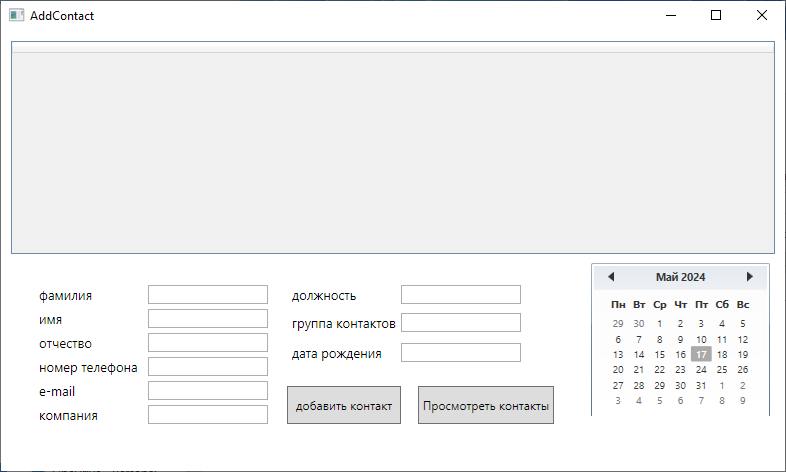 AddContact
фамилия
имя
отчество
номер телефона
e-mail
компания
должность
группа контактов
дата рождения
добавить контакт
Просмотреть контакты
Май 2024
Пн Вт Ср Чт Пт Сб Вс
29 30 1 2 3 4 5
6 7 8 9 10 11 12
13 14 15 16 17 18 19
20 21 22 23 24 25 26
27 28 29 30 31 1 2
3 4 5 6 7 8 9